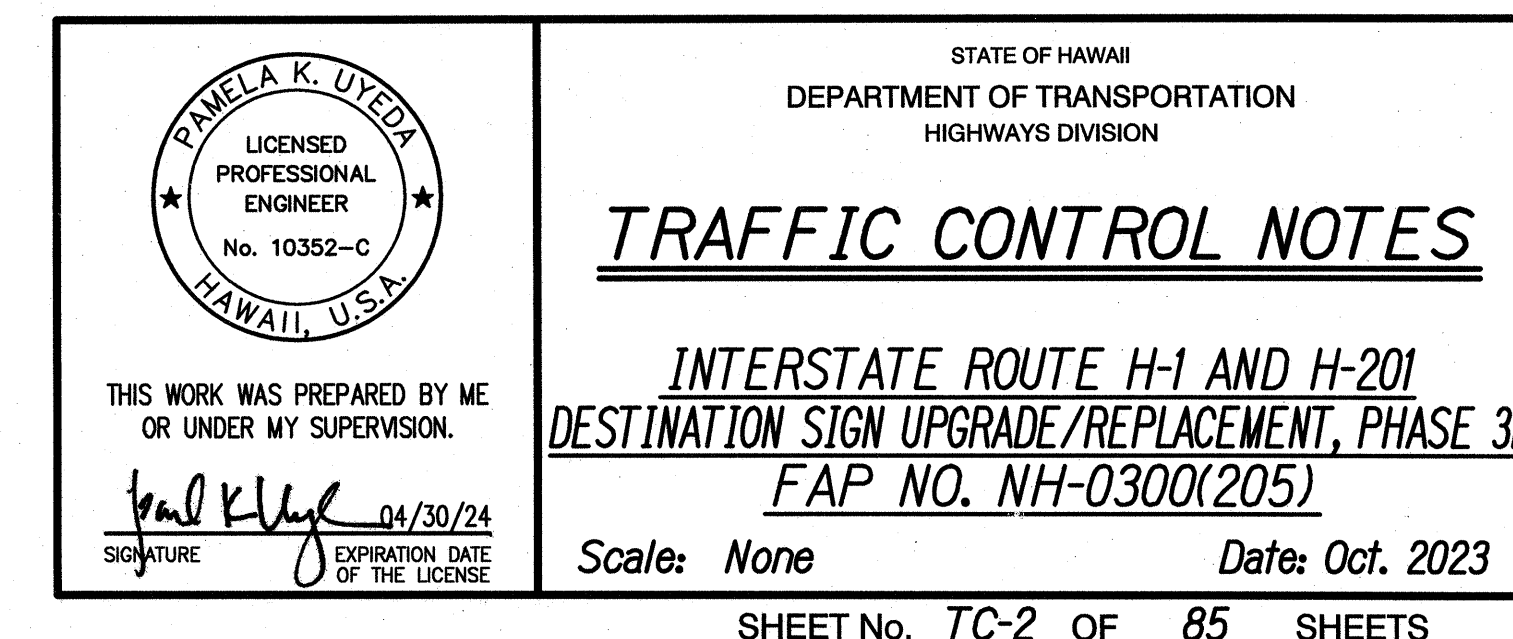 PAMELA K. UYEDA
LICENSED
PROFESSIONAL
ENGINEER
No. 10352-C
HAWAII, U.S.A.
THIS WORK WAS PREPARED BY ME
OR UNDER MY SUPERVISION.
04/30/24
SIGNATURE
EXPIRATION DATE
OF THE LICENSE
STATE OF HAWAII
DEPARTMENT OF TRANSPORTATION
HIGHWAYS DIVISION
TRAFFIC CONTROL NOTES
INTERSTATE ROUTE H-1 AND H-201
DESTINATION SIGN UPGRADE/REPLACEMENT, PHASE
FAP NO. NH-0300(205)
Scale: None Date: Oct. 2023
SHEET No. TC-2 OF 85 SHEETS